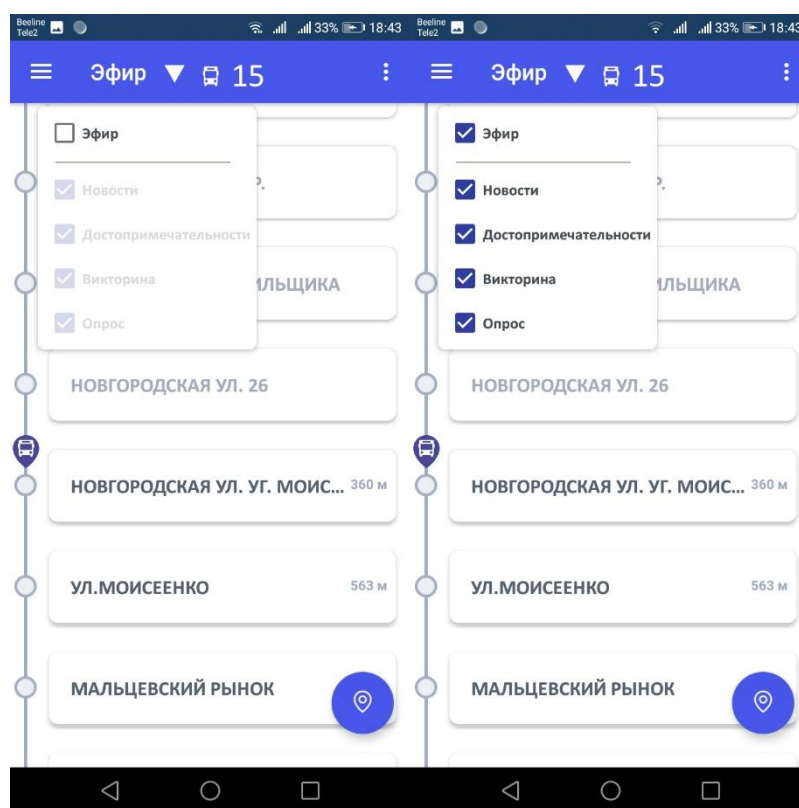 Beeline
Tele2
33% 18:43
Эфир 15
Эфир
Новости
Р.
Достопримечательности
Викторина
ИЛЬЩИКА
Опрос
НОВГОРОДСКАЯ УЛ. 26
НОВГОРОДСКАЯ УЛ. УГ. МОИС... 360 м
УЛ.МОИСЕЕНКО 563 м
МАЛЬЦЕВСКИЙ РЫНОК
Beeline
Tele2
33% 18:43
Эфир 15
Эфир
Новости
Р.
Достопримечательности
Викторина
ИЛЬЩИКА
Опрос
НОВГОРОДСКАЯ УЛ. 26
НОВГОРОДСКАЯ УЛ. УГ. МОИС... 360 м
УЛ.МОИСЕЕНКО 563 м
МАЛЬЦЕВСКИЙ РЫНОК